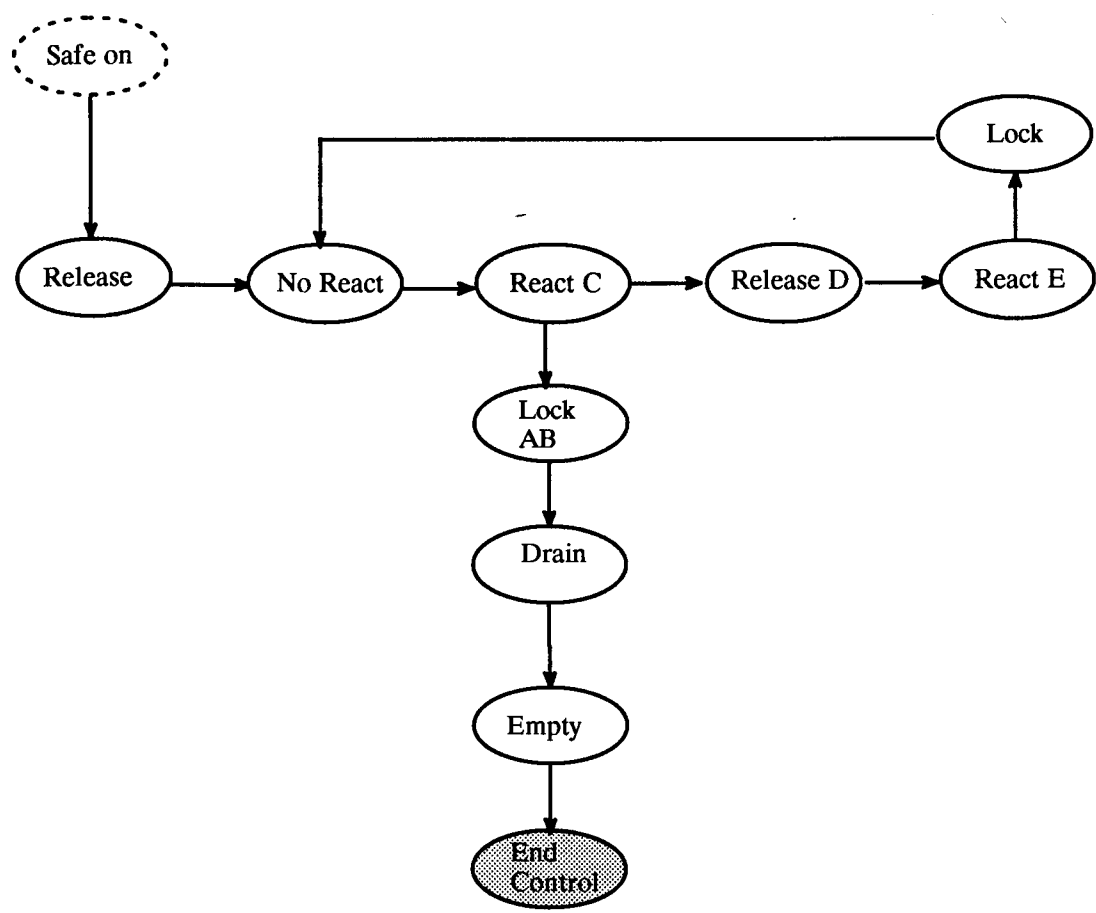 Safe on
Lock
Release
No React
React C
Release D
React E
Lock
AB
Drain
Empty
End
Control